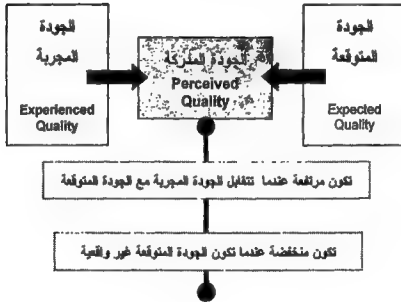 الجودة
المجربة
Experienced
Quality
الجودة المدركة
Perceived
Quality
الجودة
المتوقعة
Expected
Quality
تكون مرتفعة عندما تتقابل الجودة المجربة مع الجودة المتوقعة
تكون منخفضة عندما تكون الجودة المتوقعة غير واقعية